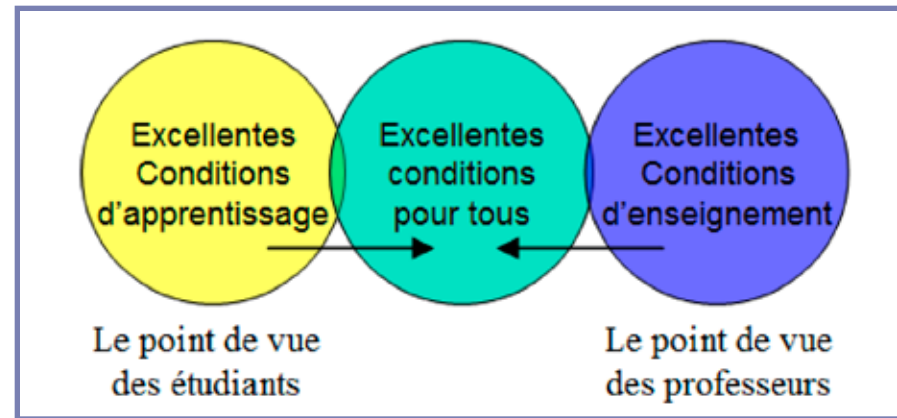 Excellentes
Conditions
d'apprentissage
Excellentes
conditions
pour tous
Excellentes
Conditions
d'enseignement
Le point de vue
des étudiants
Le point de vue
des professeurs